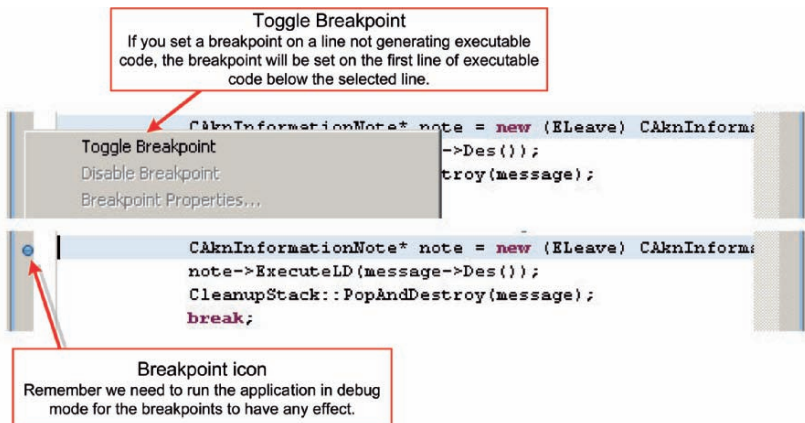 Toggle Breakpoint
If you set a breakpoint on a line not generating executable
code, the breakpoint will be set on the first line of executable
code below the selected line.
CAknInformationNote* note = new (ELeave) CAknInforma
Toggle Breakpoint
->Des());
Disable Breakpoint
troy(message);
Breakpoint Properties...
CAknInformationNote* note = new (ELeave) CAknInforma
note->ExecuteLD(message->Des());
CleanupStack::PopAndDestroy(message);
break;
Breakpoint icon
Remember we need to run the application in debug
mode for the breakpoints to have any effect.